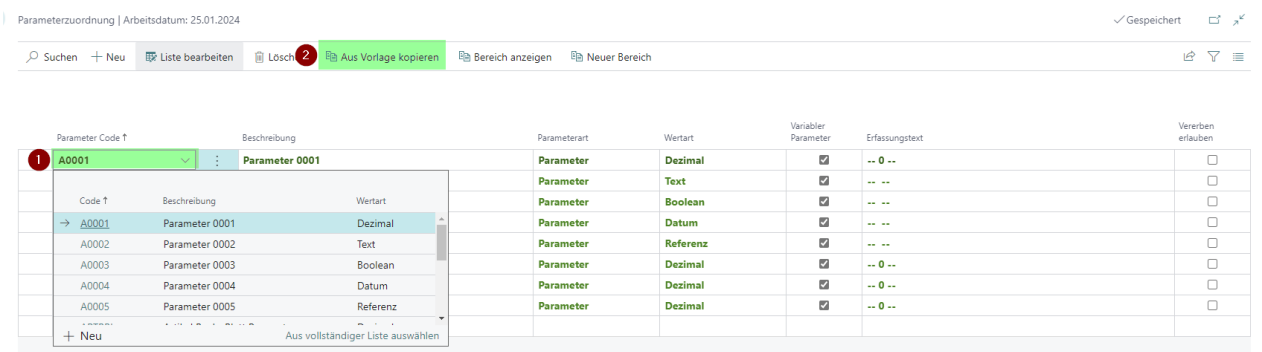 Parameterzuordnung | Arbeitsdatum: 25.01.2024 Gespeichert
Suchen Neu Liste bearbeiten 2 Aus Vorlage kopieren Bereich anzeigen Neuer Bereich
Parameter Code ↑ Beschreibung Parameterart Wertart Variabler Parameter Erfassungstext Vererben erlauben
1 A0001 Parameter 0001 Parameter Dezimal -- 0 --
Parameter Text -- --
Code ↑ Beschreibung Wertart Parameter Boolean -- --
→ A0001 Parameter 0001 Dezimal Parameter Datum -- --
A0002 Parameter 0002 Text Parameter Referenz -- --
A0003 Parameter 0003 Boolean Parameter Dezimal -- 0 --
A0004 Parameter 0004 Datum Parameter Dezimal -- 0 --
A0005 Parameter 0005 Referenz Parameter Dezimal -- 0 --
Neu Aus vollständiger Liste auswählen